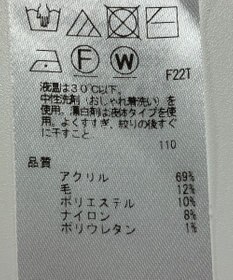 F
W
F22T
液温は30℃以下。
中性洗剤(おしゃれ着洗い)を
使用。漂白剤は液体タイプを使
用。よくすすぎ、絞りの後すぐ
に干すこと
110
品質
アクリル 69%
毛 12%
ポリエステル 10%
ナイロン 8%
ポリウレタン 1%